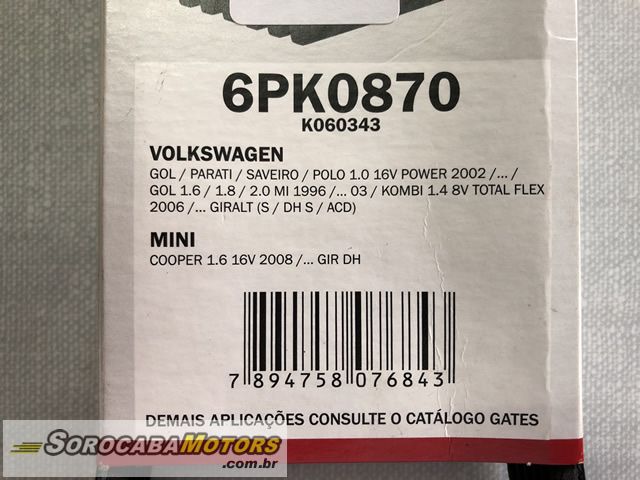 6PK0870
K060343
VOLKSWAGEN
GOL / PARATI / SAVEIRO / POLO 1.0 16V POWER 2002 /... /
GOL 1.6 / 1.8 / 2.0 MI 1996 /... 03 / KOMBI 1.4 8V TOTAL FLEX
2006 /... GIRALT (S / DH S / ACD)
MINI
COOPER 1.6 16V 2008 /... GIR DH
7 894758 076843
DEMAIS APLICAÇÕES CONSULTE O CATÁLOGO GATES
SOROCABAMOTORS
.com.br